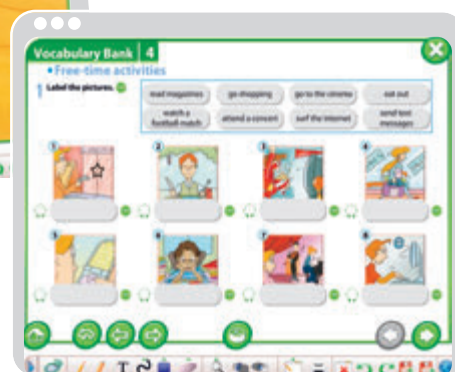 Vocabulary Bank 4
• Free-time activities
1 Label the pictures.
read magazines go shopping go to the cinema eat out
watch a football match attend a concert surf the internet send text messages
1 2 3 4
5 6 7 8